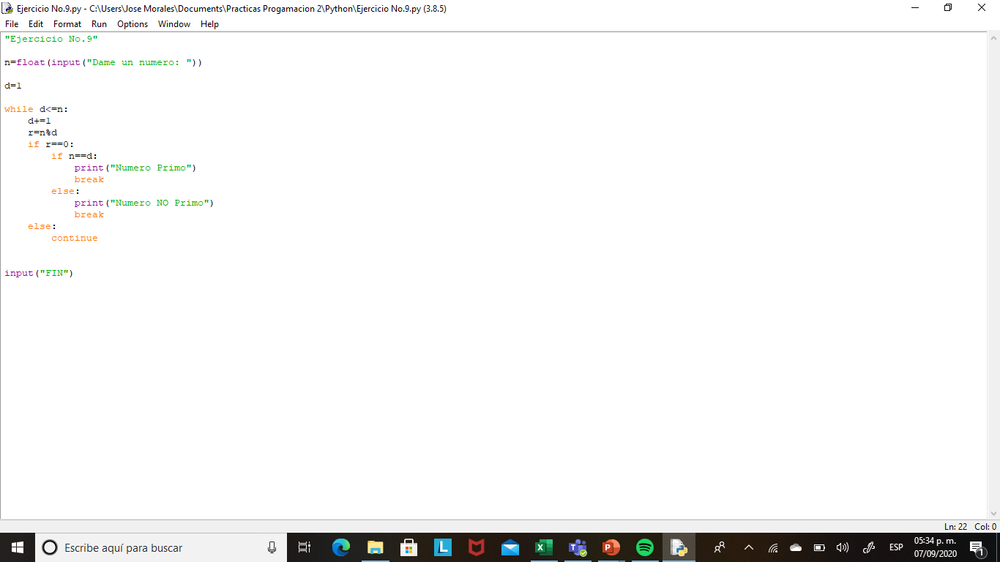 Ejercicio No.9.py - C:\Users\Jose Morales\Documents\Practicas Progamacion 2\Python\Ejercicio No.9.py (3.8.5)
File Edit Format Run Options Window Help
"Ejercicio No.9"
n=float(input("Dame un numero: "))
d=1
while d<=n:
    d+=1
    r=n%d
    if r==0:
        if n==d:
            print("Numero Primo")
            break
        else:
            print("Numero NO Primo")
            break
    else:
        continue
input("FIN")
Ln: 22 Col: 0
Escribe aquí para buscar
ESP
05:34 p. m.
07/09/2020
1